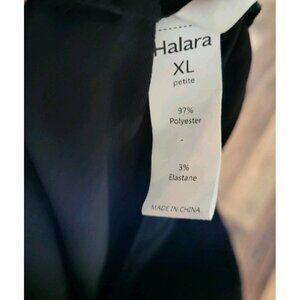 Halara
XL
petite
97%
Polyester
-
3%
Elastane
MADE IN CHINA